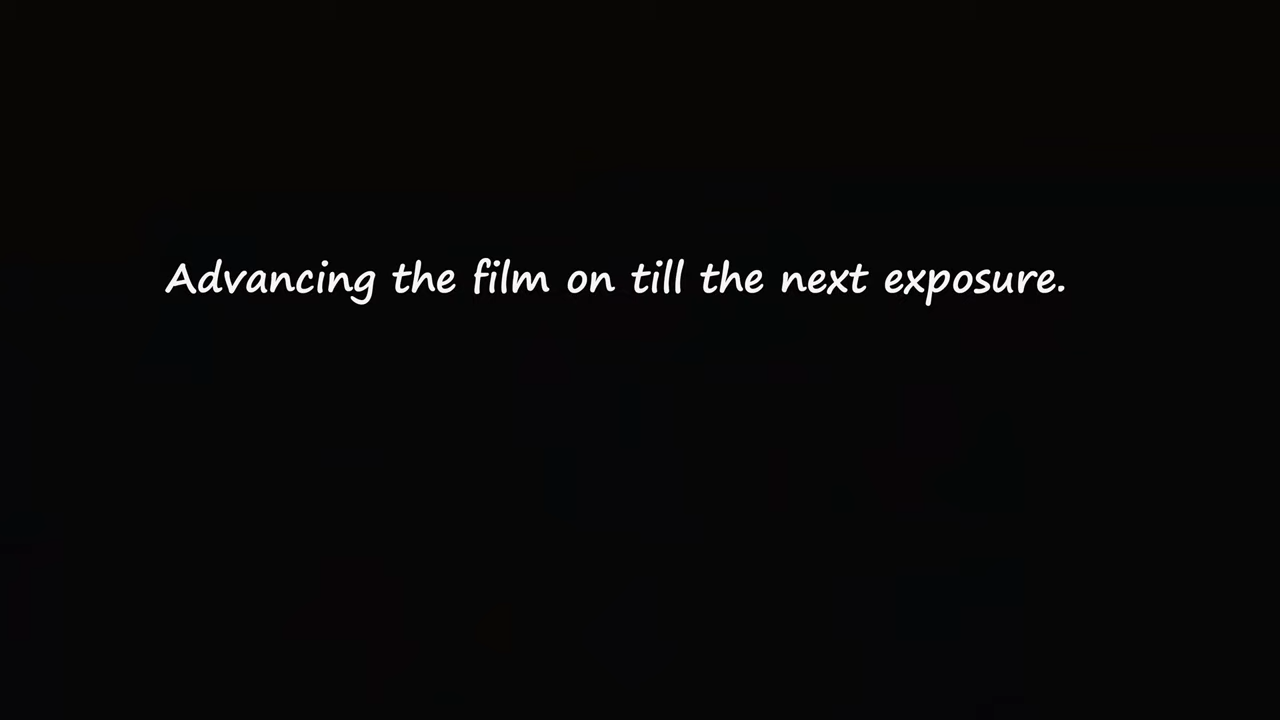 Advancing the film on till the next exposure.